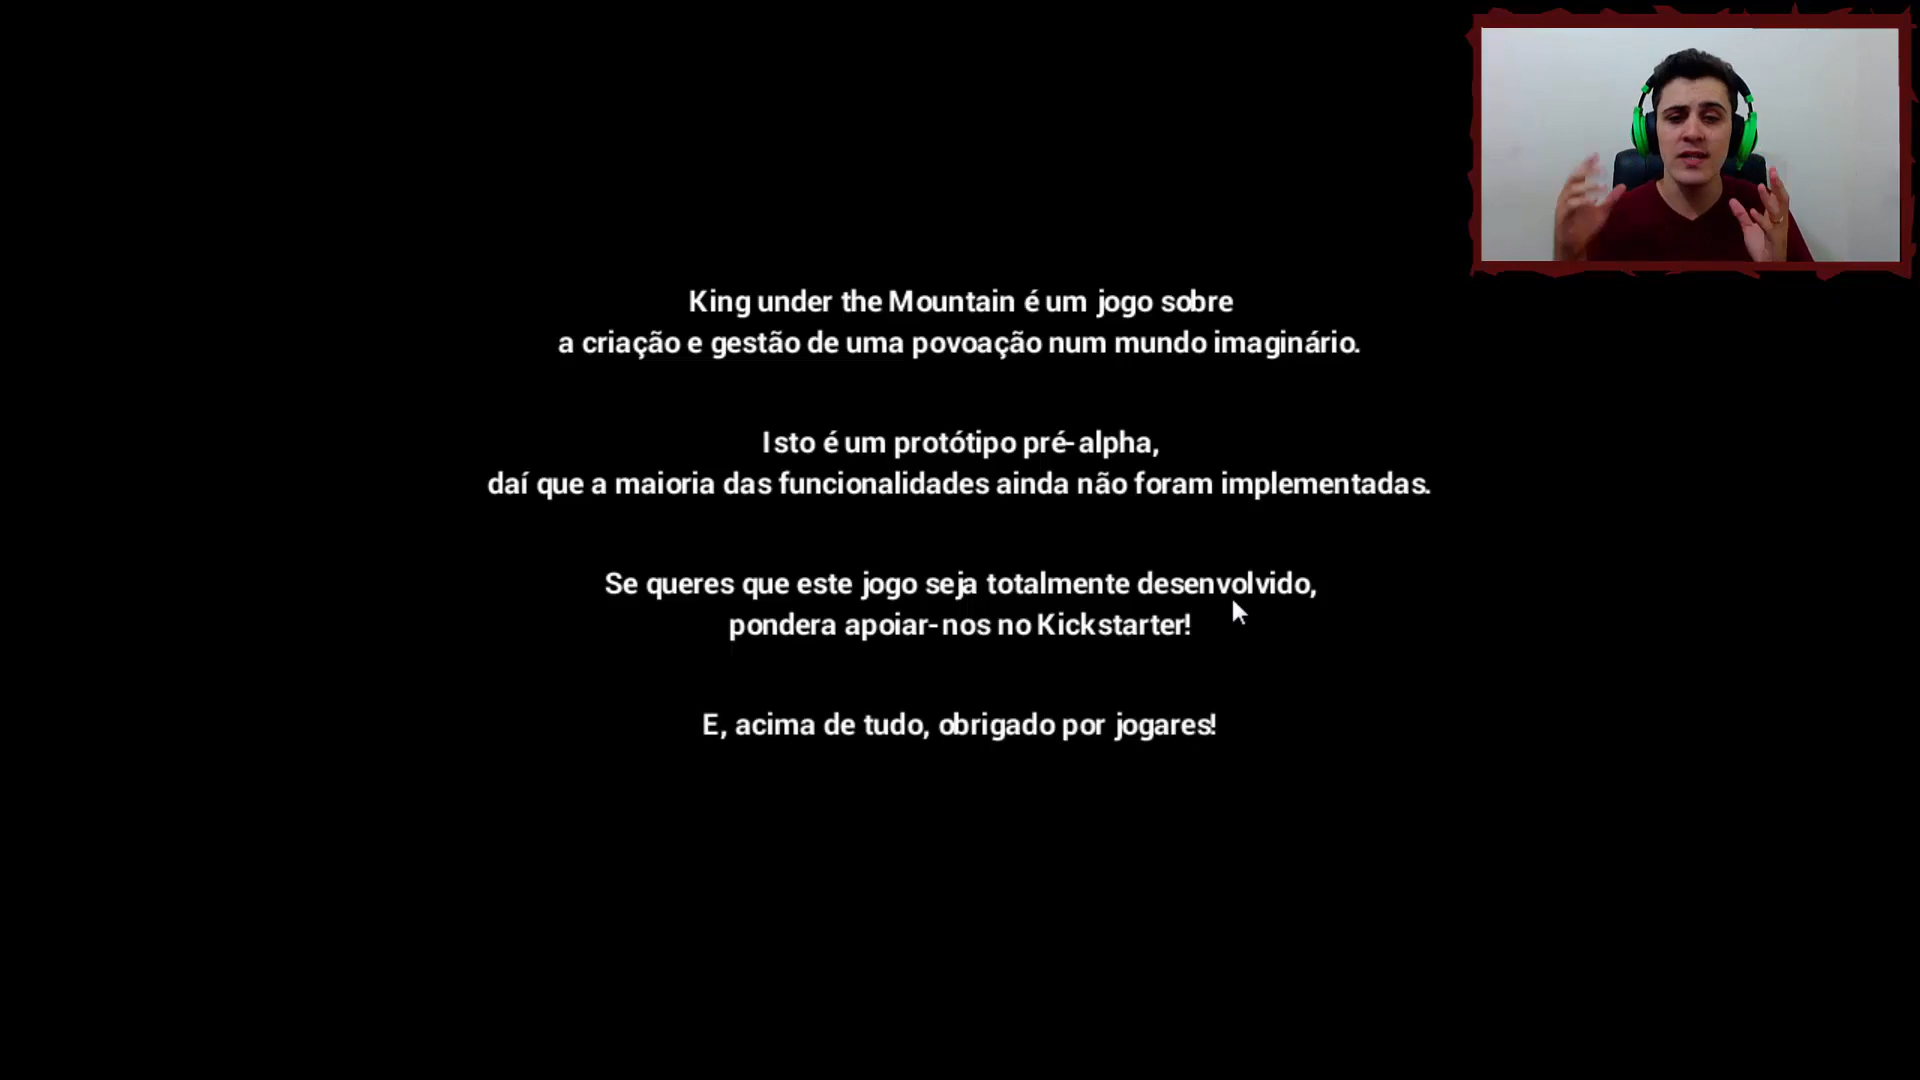 King under the Mountain é um jogo sobre
a criação e gestão de uma povoação num mundo imaginário.
Isto é um protótipo pré-alpha,
daí que a maioria das funcionalidades ainda não foram implementadas.
Se queres que este jogo seja totalmente desenvolvido,
pondera apoiar-nos no Kickstarter!
E, acima de tudo, obrigado por jogares!